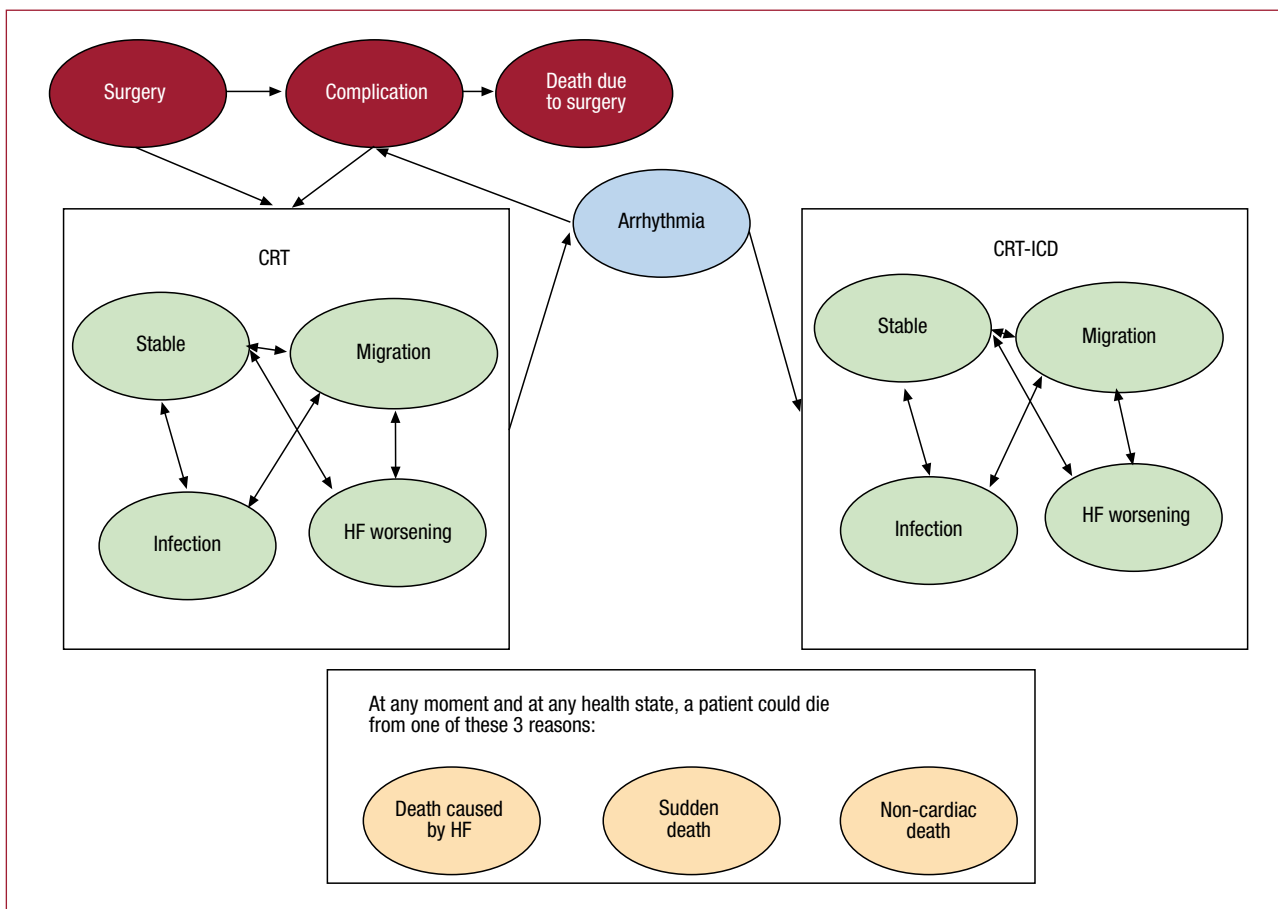 Surgery
Complication
Death due
to surgery
Arrhythmia
CRT
Stable
Migration
Infection
HF worsening
CRT-ICD
Stable
Migration
Infection
HF worsening
At any moment and at any health state, a patient could die
from one of these 3 reasons:
Death caused
by HF
Sudden
death
Non-cardiac
death